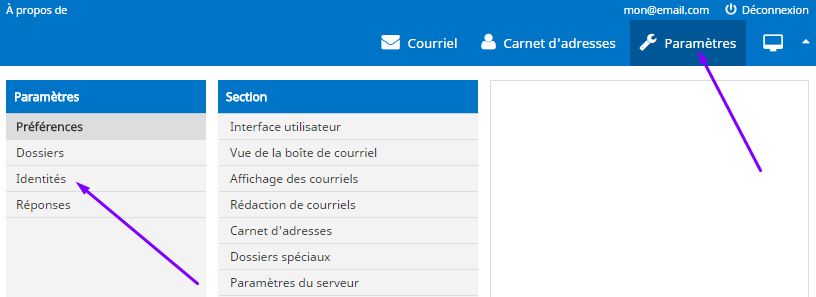 À propos de
mon@email.com Déconnexion
Courriel Carnet d'adresses Paramètres
Paramètres
Préférences
Dossiers
Identités
Réponses
Section
Interface utilisateur
Vue de la boîte de courriel
Affichage des courriels
Rédaction de courriels
Carnet d'adresses
Dossiers spéciaux
Paramètres du serveur